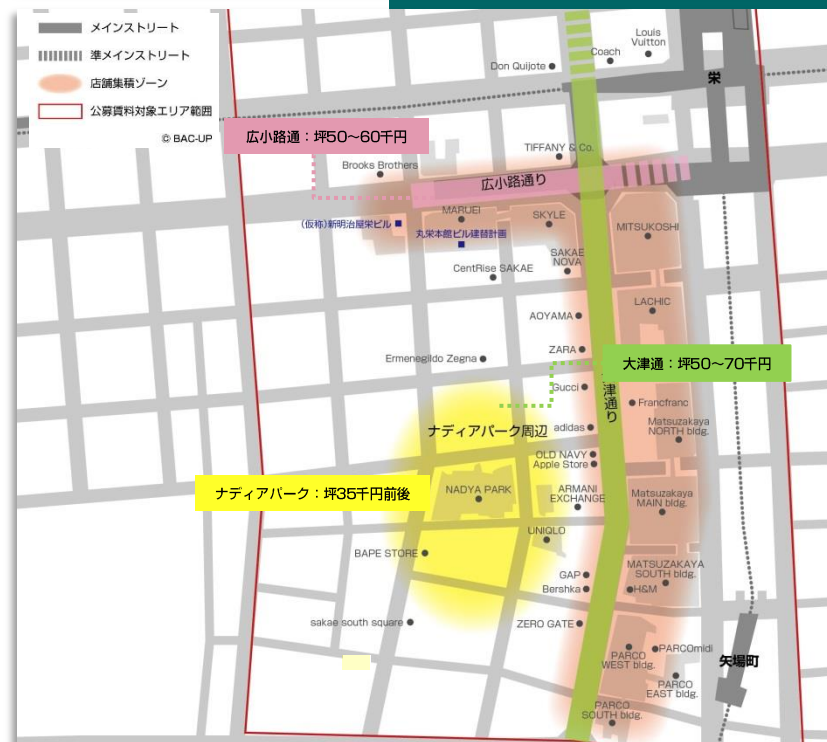 メインストリート
準メインストリート
店舗集積ゾーン
公募賃料対象エリア範囲
© BAC-UP
Louis
Vuitton
Coach
Don Quijote
栄
広小路通：坪50～60千円
TIFFANY & Co.
Brooks Brothers
広小路通り
MARUEI
SKYLE
MITSUKOSHI
(仮称)新明治屋栄ビル
丸栄本館ビル建替計画
SAKAE
NOVA
CentRise SAKAE
LACHIC
AOYAMA
ZARA
Ermenegildo Zegna
大津通：坪50～70千円
Gucci
津通り
Francfranc
adidas
Matsuzakaya
NORTH bldg.
ナディアパーク周辺
OLD NAVY
Apple Store
ナディアパーク：坪35千円前後
NADYA PARK
ARMANI
EXCHANGE
Matsuzakaya
MAIN bldg.
UNIQLO
BAPE STORE
MATSUZAKAYA
SOUTH bldg.
GAP
Bershka
H&M
sakae south square
ZERO GATE
PARCO
WEST bldg.
PARCOmidi
矢場町
PARCO
EAST bldg.
PARCO
SOUTH bldg.